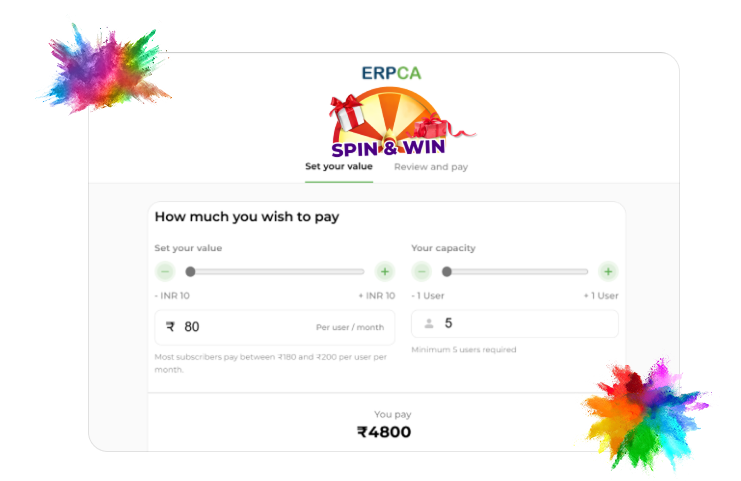 ERPCA
SPIN & WIN
Set your value Review and pay
How much you wish to pay
Set your value Your capacity
- INR 10 + INR 10 - 1 User + 1 User
₹ 80 Per user / month 5
Most subscribers pay between ₹180 and ₹200 per user per
month.
Minimum 5 users required
You pay
₹4800